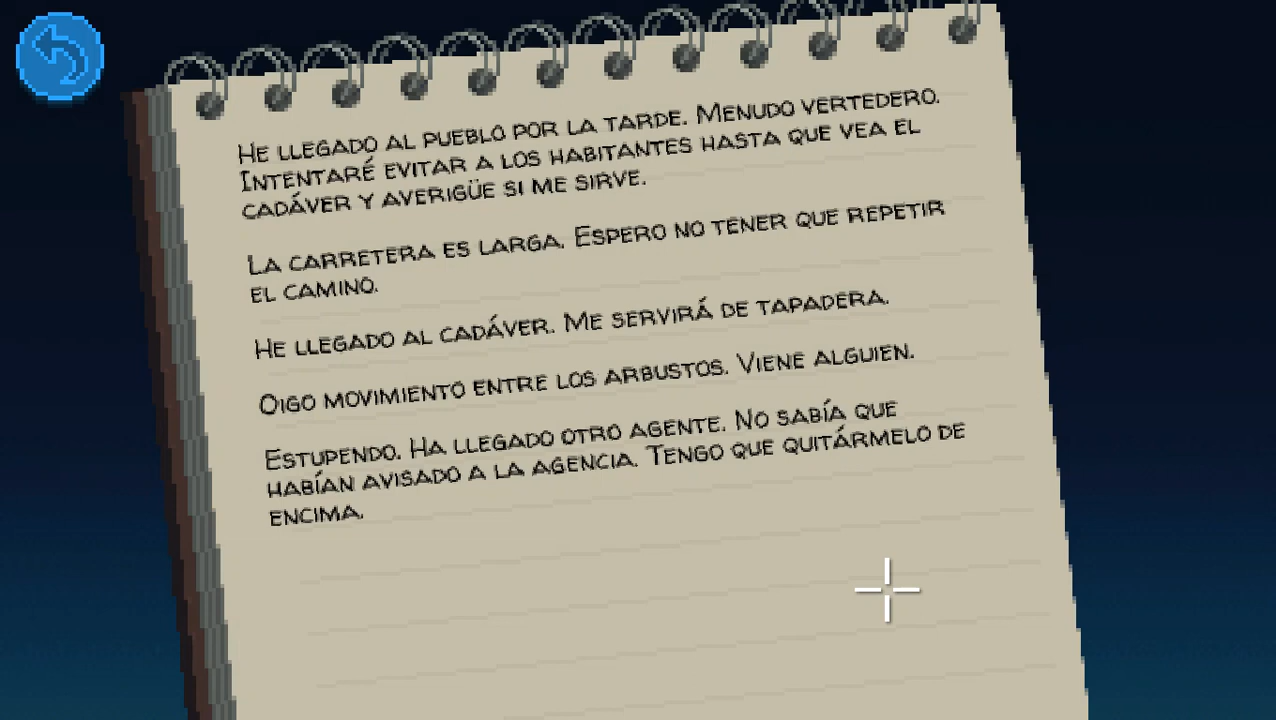 He llegado al pueblo por la tarde. Menudo vertedero.
Intentaré evitar a los habitantes hasta que vea el
cadáver y averigüe si me sirve.
La carretera es larga. Espero no tener que repetir
el camino.
He llegado al cadáver. Me servirá de tapadera.
Oigo movimiento entre los arbustos. Viene alguien.
Estupendo. Ha llegado otro agente. No sabía que
habían avisado a la agencia. Tengo que quitármelo de
encima.